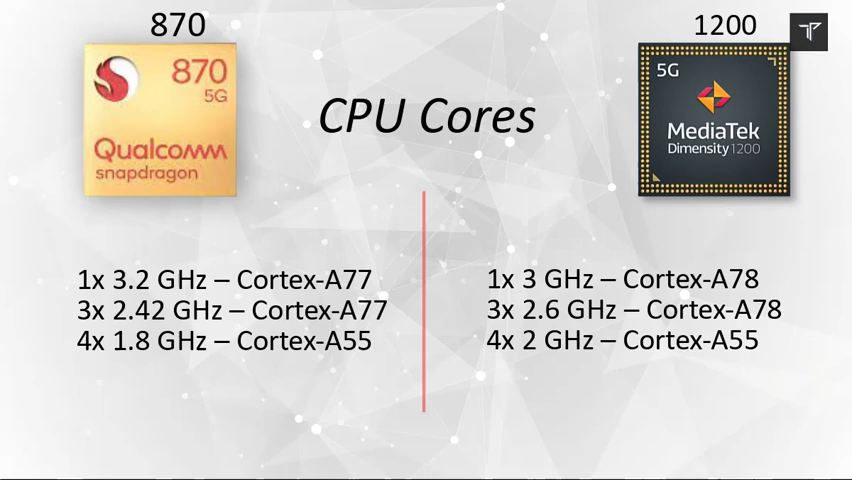 870
1200
870
5G
Qualcomm
snapdragon
CPU Cores
5G
MediaTek
Dimensity 1200
1x 3.2 GHz – Cortex-A77
3x 2.42 GHz – Cortex-A77
4x 1.8 GHz – Cortex-A55
1x 3 GHz – Cortex-A78
3x 2.6 GHz – Cortex-A78
4x 2 GHz – Cortex-A55